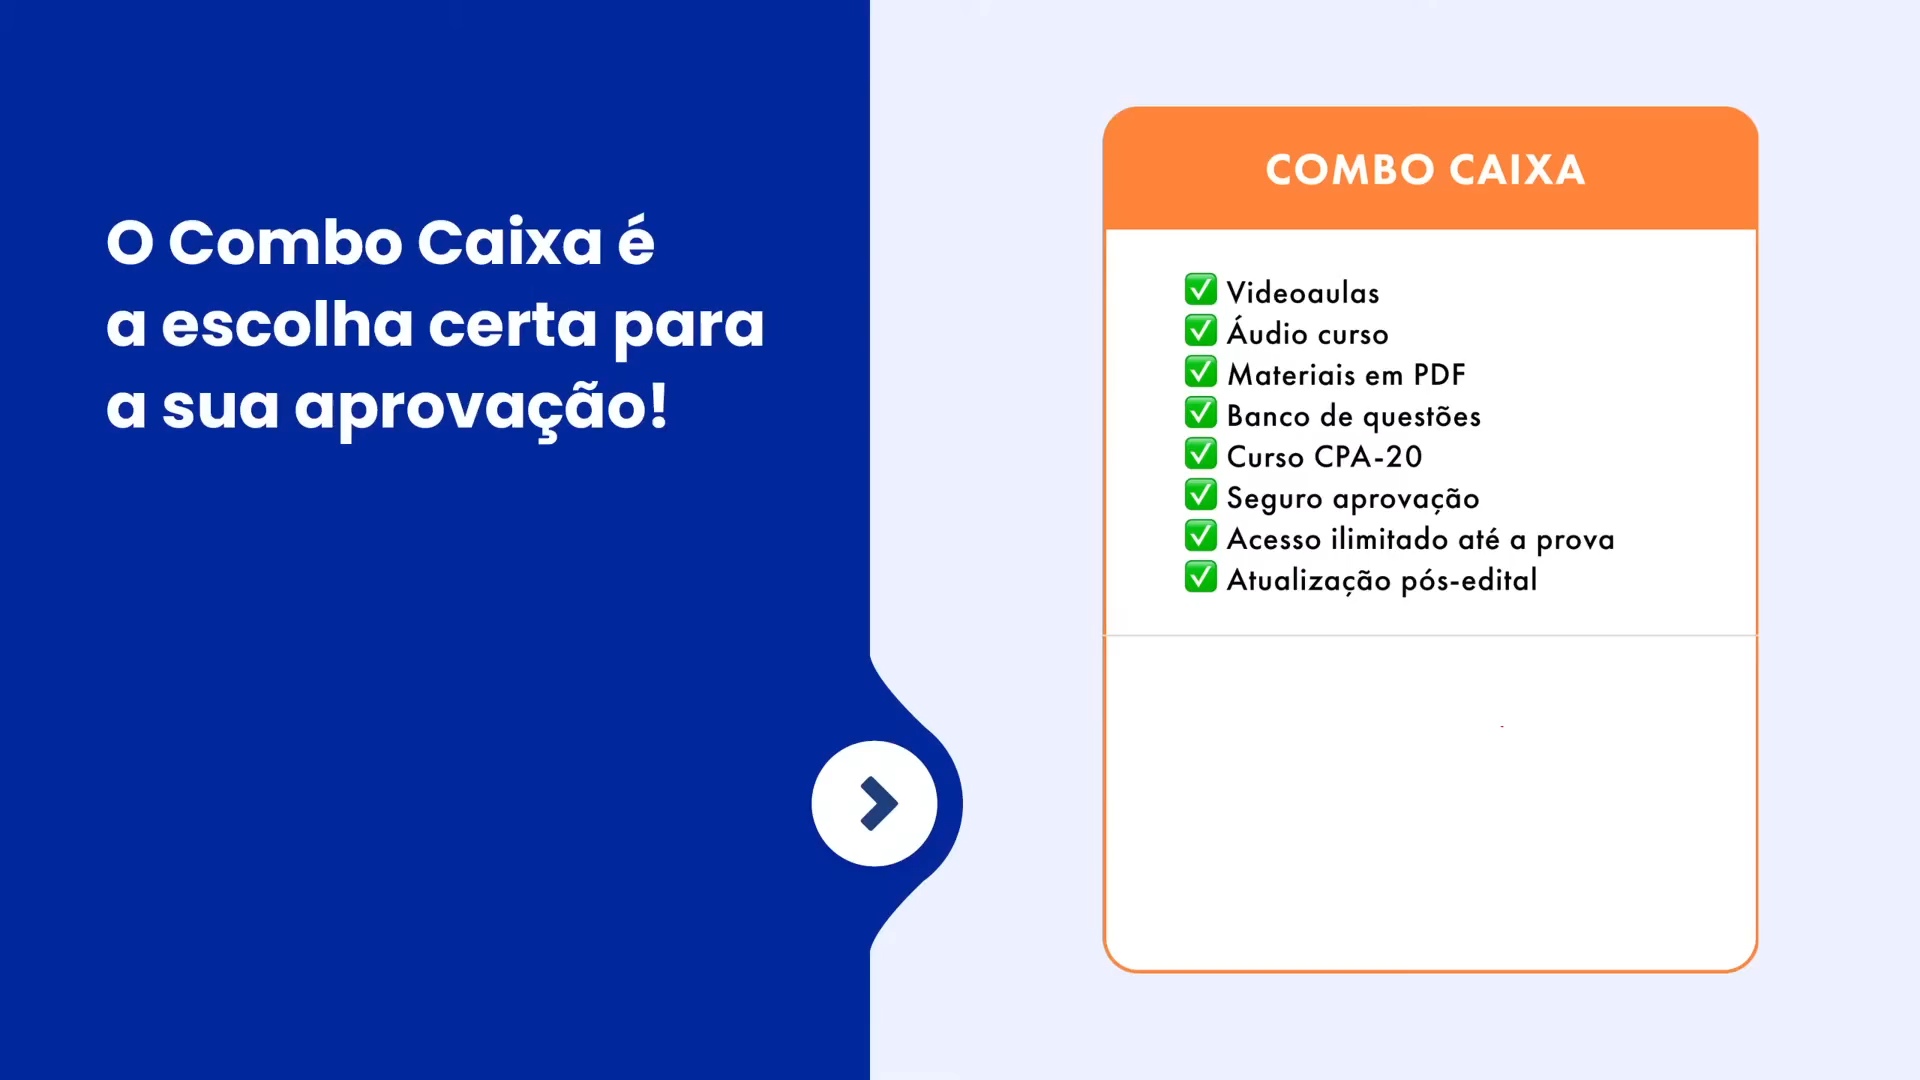 O Combo Caixa é
a escolha certa para
a sua aprovação!
COMBO CAIXA
✅ Videoaulas
✅ Áudio curso
✅ Materiais em PDF
✅ Banco de questões
✅ Curso CPA-20
✅ Seguro aprovação
✅ Acesso ilimitado até a prova
✅ Atualização pós-edital